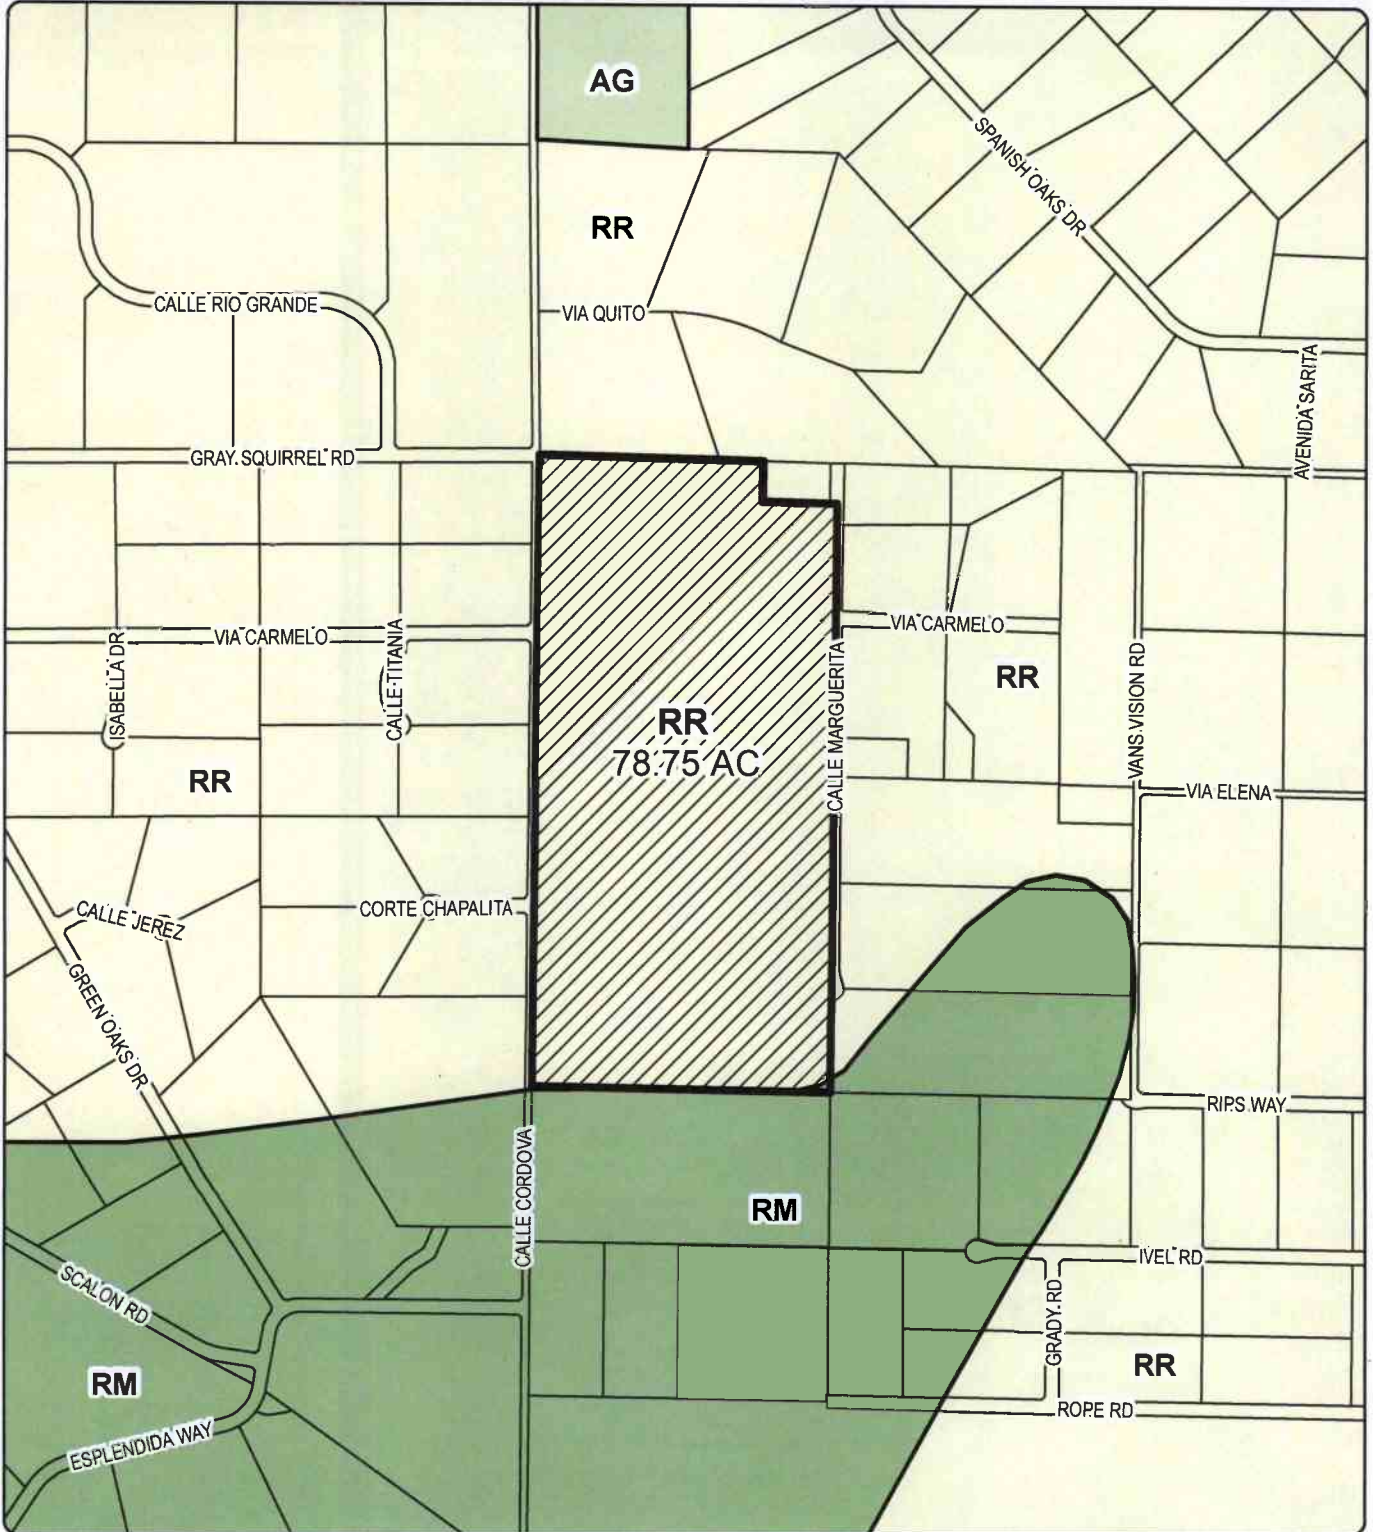 AG
SPANISH OAKS DR
RR
CALLE RIO GRANDE
VIA QUITO
AVENIDA SARITA
GRAY SQUIRREL RD
VIA CARMELO
ISABELLA DR
CALLE TITANIA
VIA CARMELO
RR
VANS VISION RD
CALLE MARGUERITA
RR
78.75 AC
RR
VIA ELENA
CALLE JEREZ
CORTE CHAPALITA
GREEN OAKS DR
RIPS WAY
CALLE CORDOVA
RM
IVEL RD
SCALON RD
GRADY RD
RR
RM
ROPE RD
ESPLENDIDA WAY